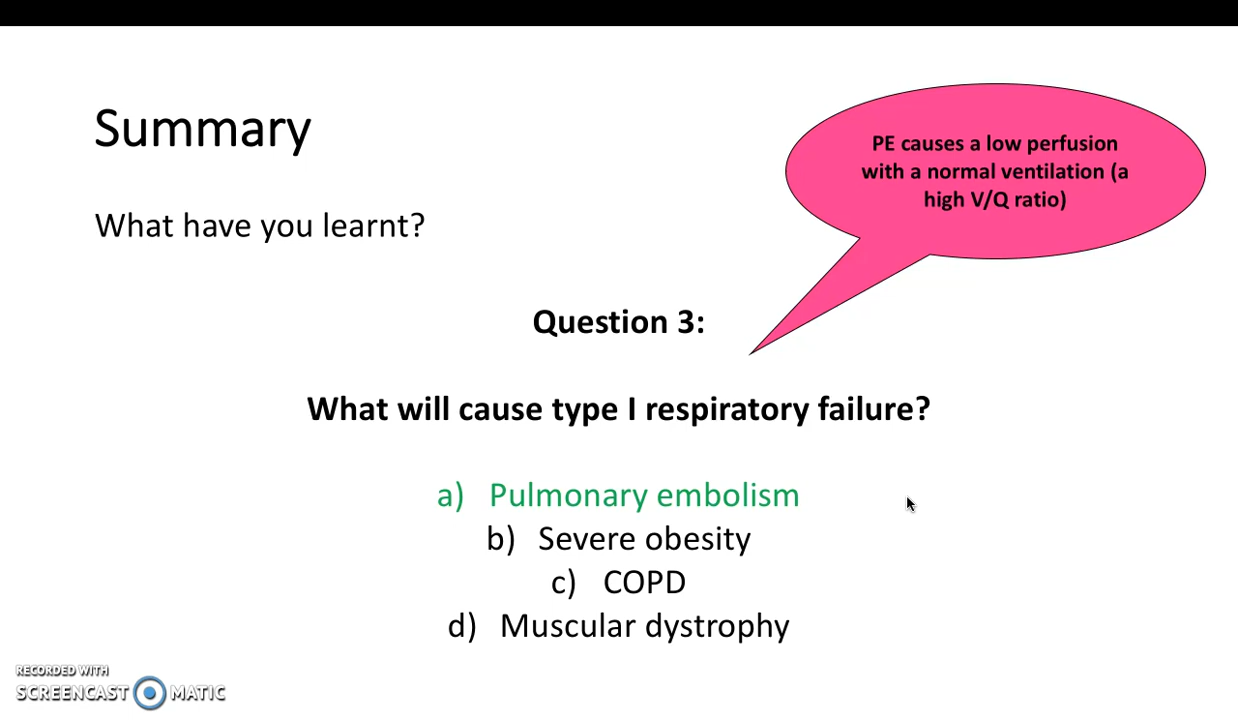 Summary
PE causes a low perfusion
with a normal ventilation (a
high V/Q ratio)
What have you learnt?
Question 3:
What will cause type I respiratory failure?
a) Pulmonary embolism
b) Severe obesity
c) COPD
d) Muscular dystrophy
RECORDED WITH
SCREENCAST MATIC